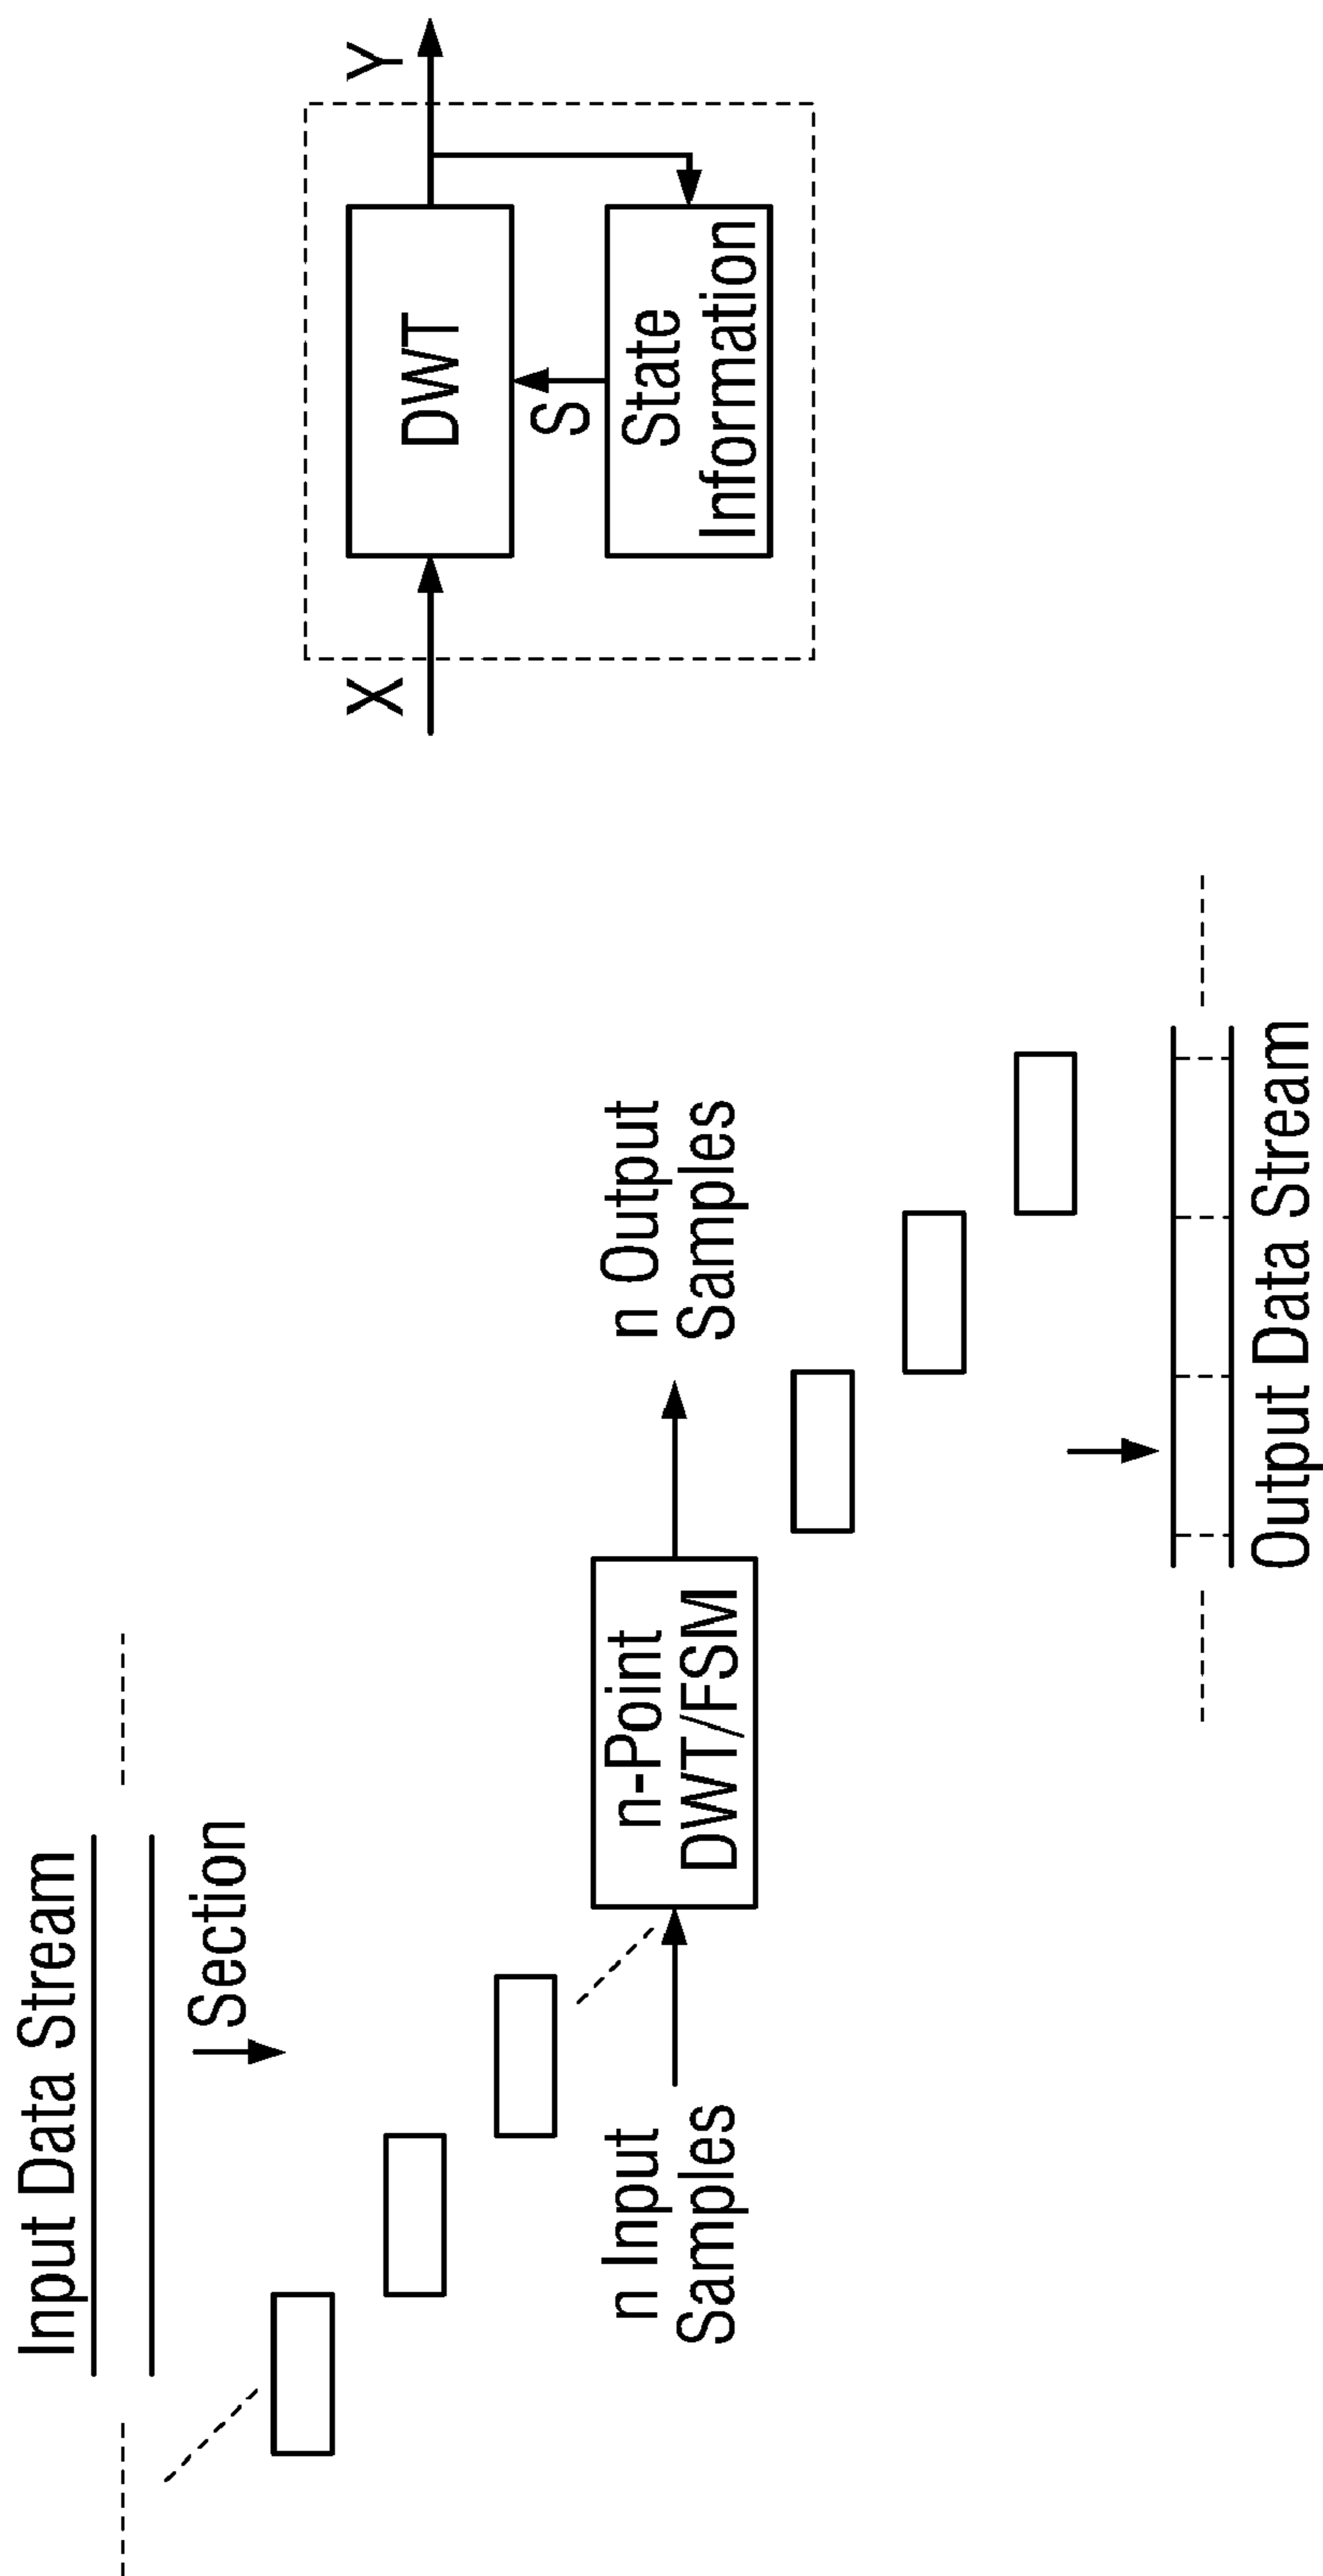 Input Data Stream
Section
n Input
Samples
n-Point
DWT/FSM
n Output
Samples
Output Data Stream
X
DWT
Y
S
State
Information